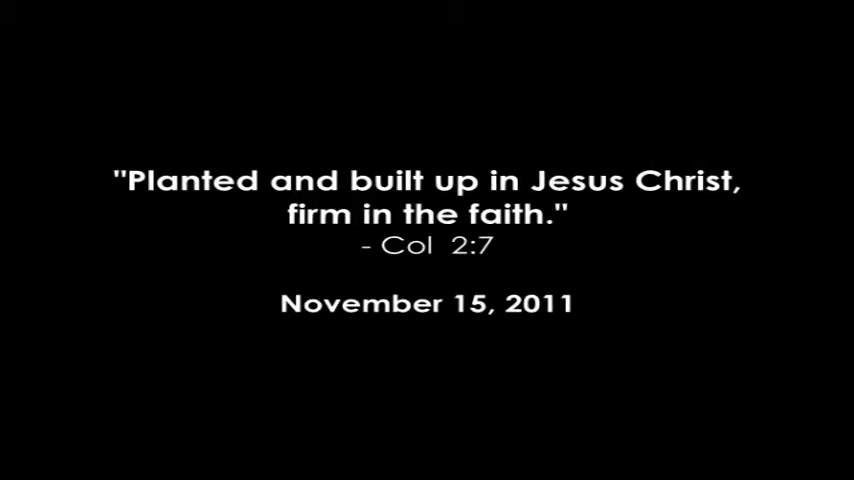 "Planted and built up in Jesus Christ,
firm in the faith."
- Col  2:7
November 15, 2011